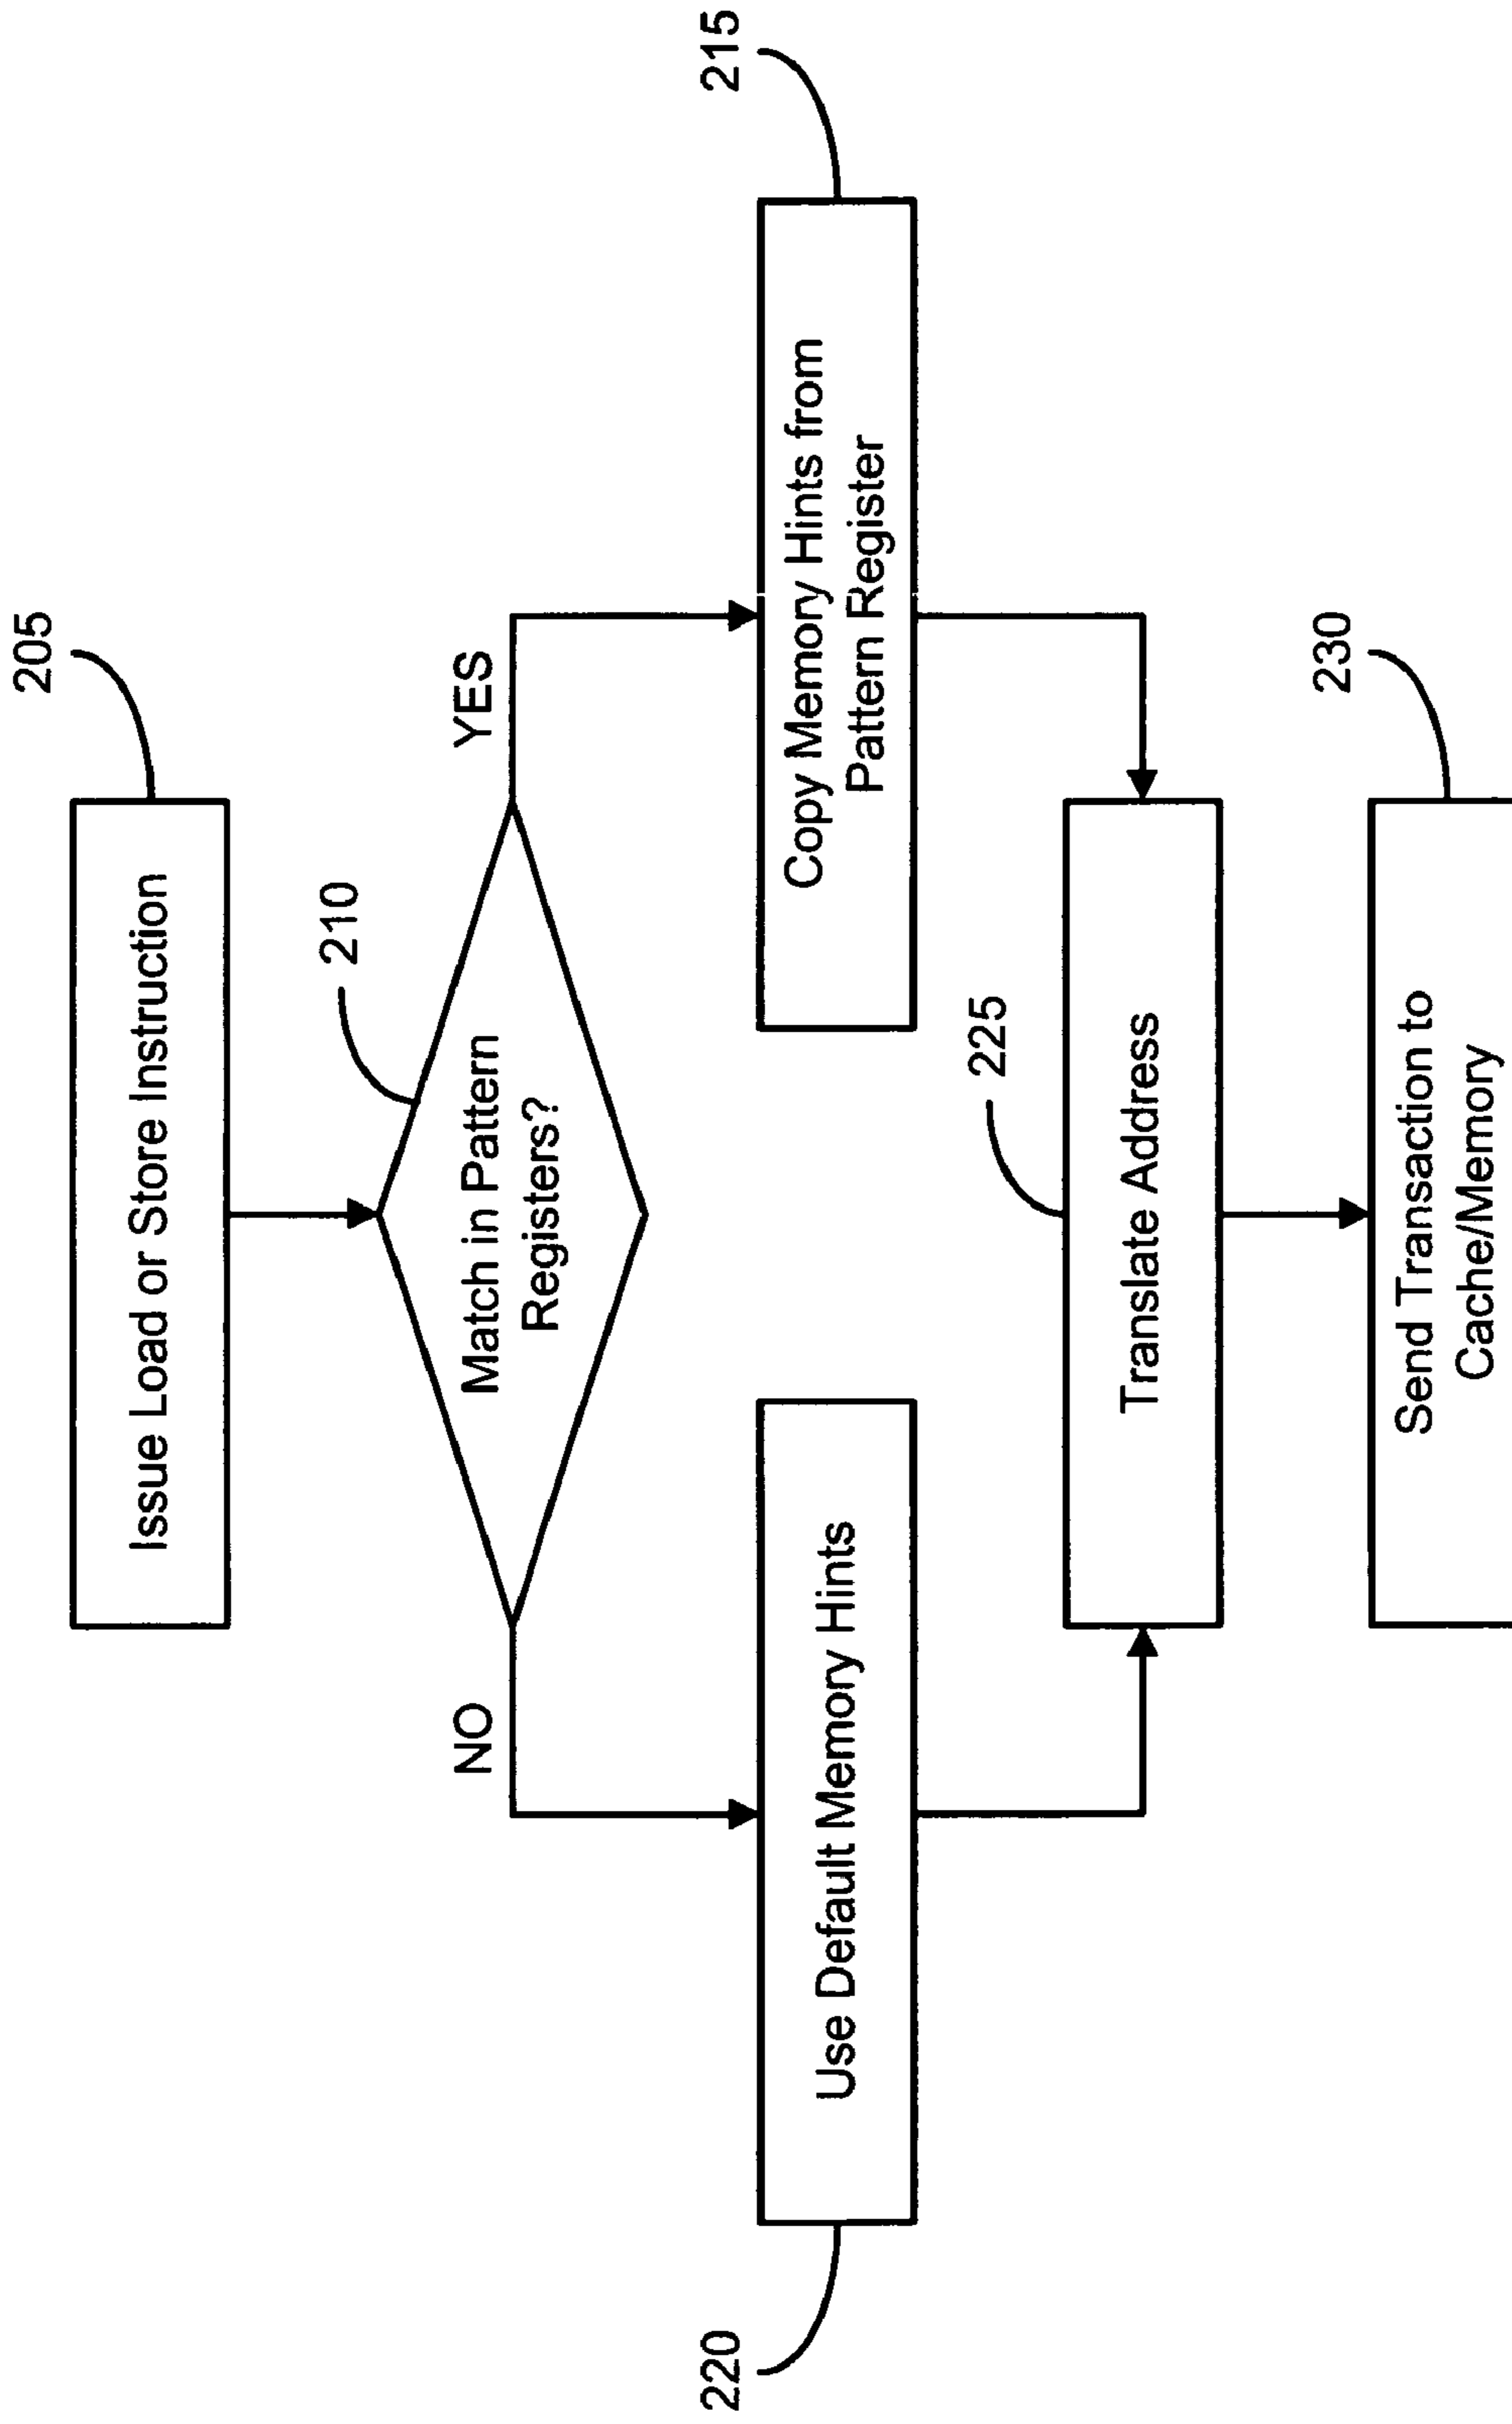 205
Issue Load or Store Instruction
210
Match in Pattern
Registers?
NO
YES
220
Use Default Memory Hints
215
Copy Memory Hints from
Pattern Register
225
Translate Address
230
Send Transaction to
Cache/Memory